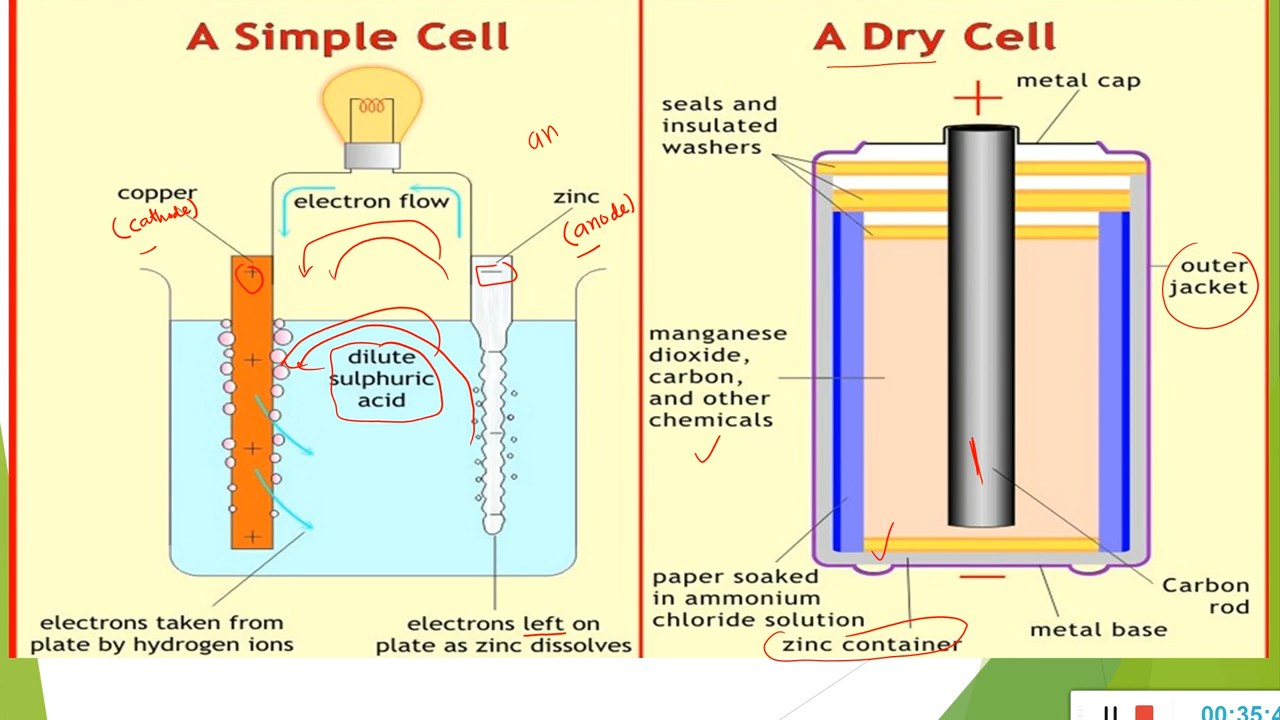 A Simple Cell
an
copper
(cathode)
electron flow
zinc
(anode)
+
−
+
dilute
sulphuric
acid
+
−
+
−
electrons taken from
plate by hydrogen ions
electrons left on
plate as zinc dissolves
A Dry Cell
+
metal cap
seals and
insulated
washers
outer
jacket
manganese
dioxide,
carbon,
and other
chemicals
paper soaked
in ammonium
chloride solution
zinc container
−
Carbon
rod
metal base